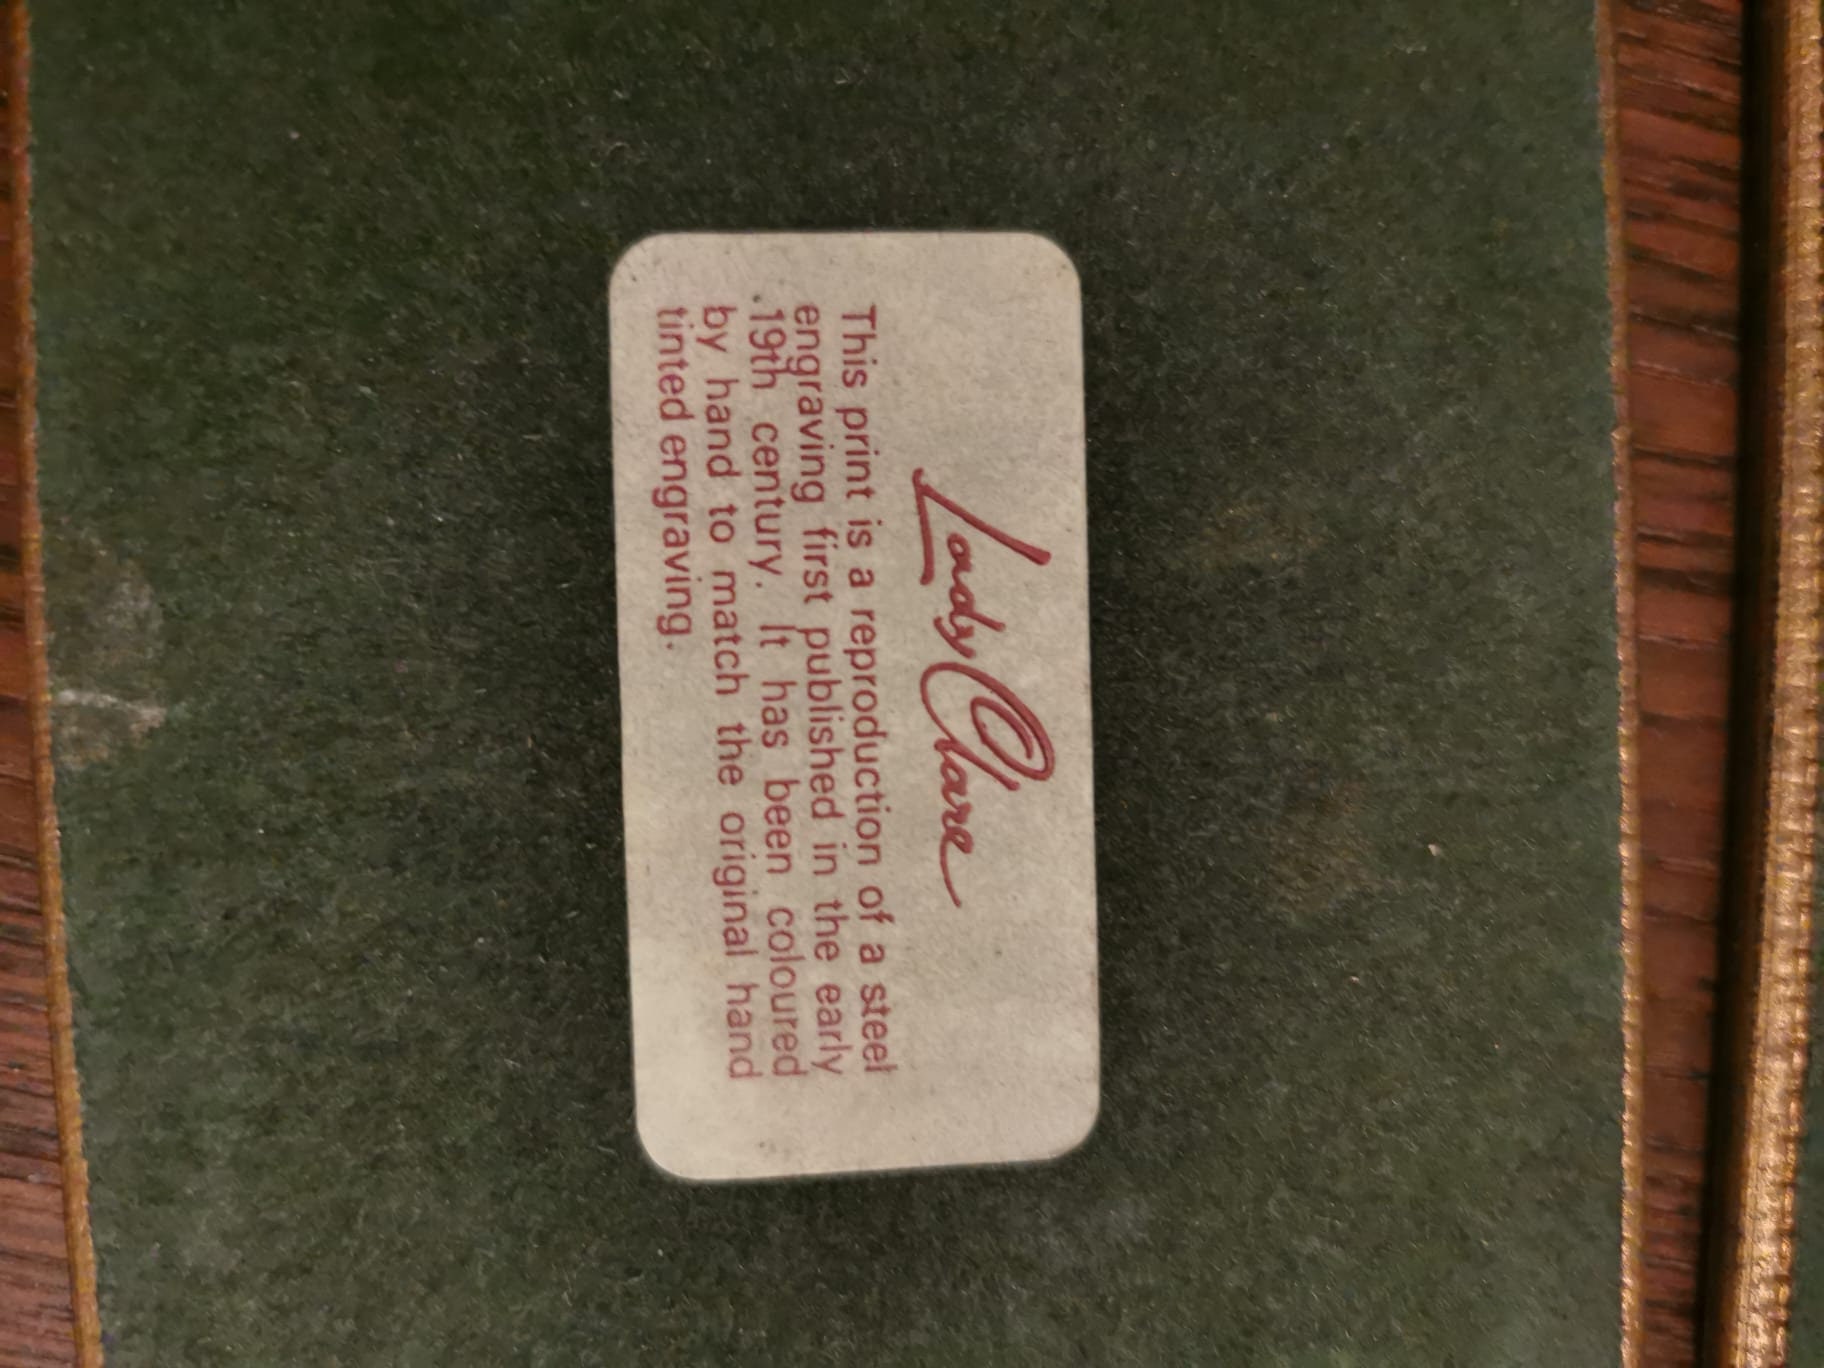 Lady Clare
This print is a reproduction of a steel
engraving first published in the early
19th century. It has been coloured
by hand to match the original hand
tinted engraving.